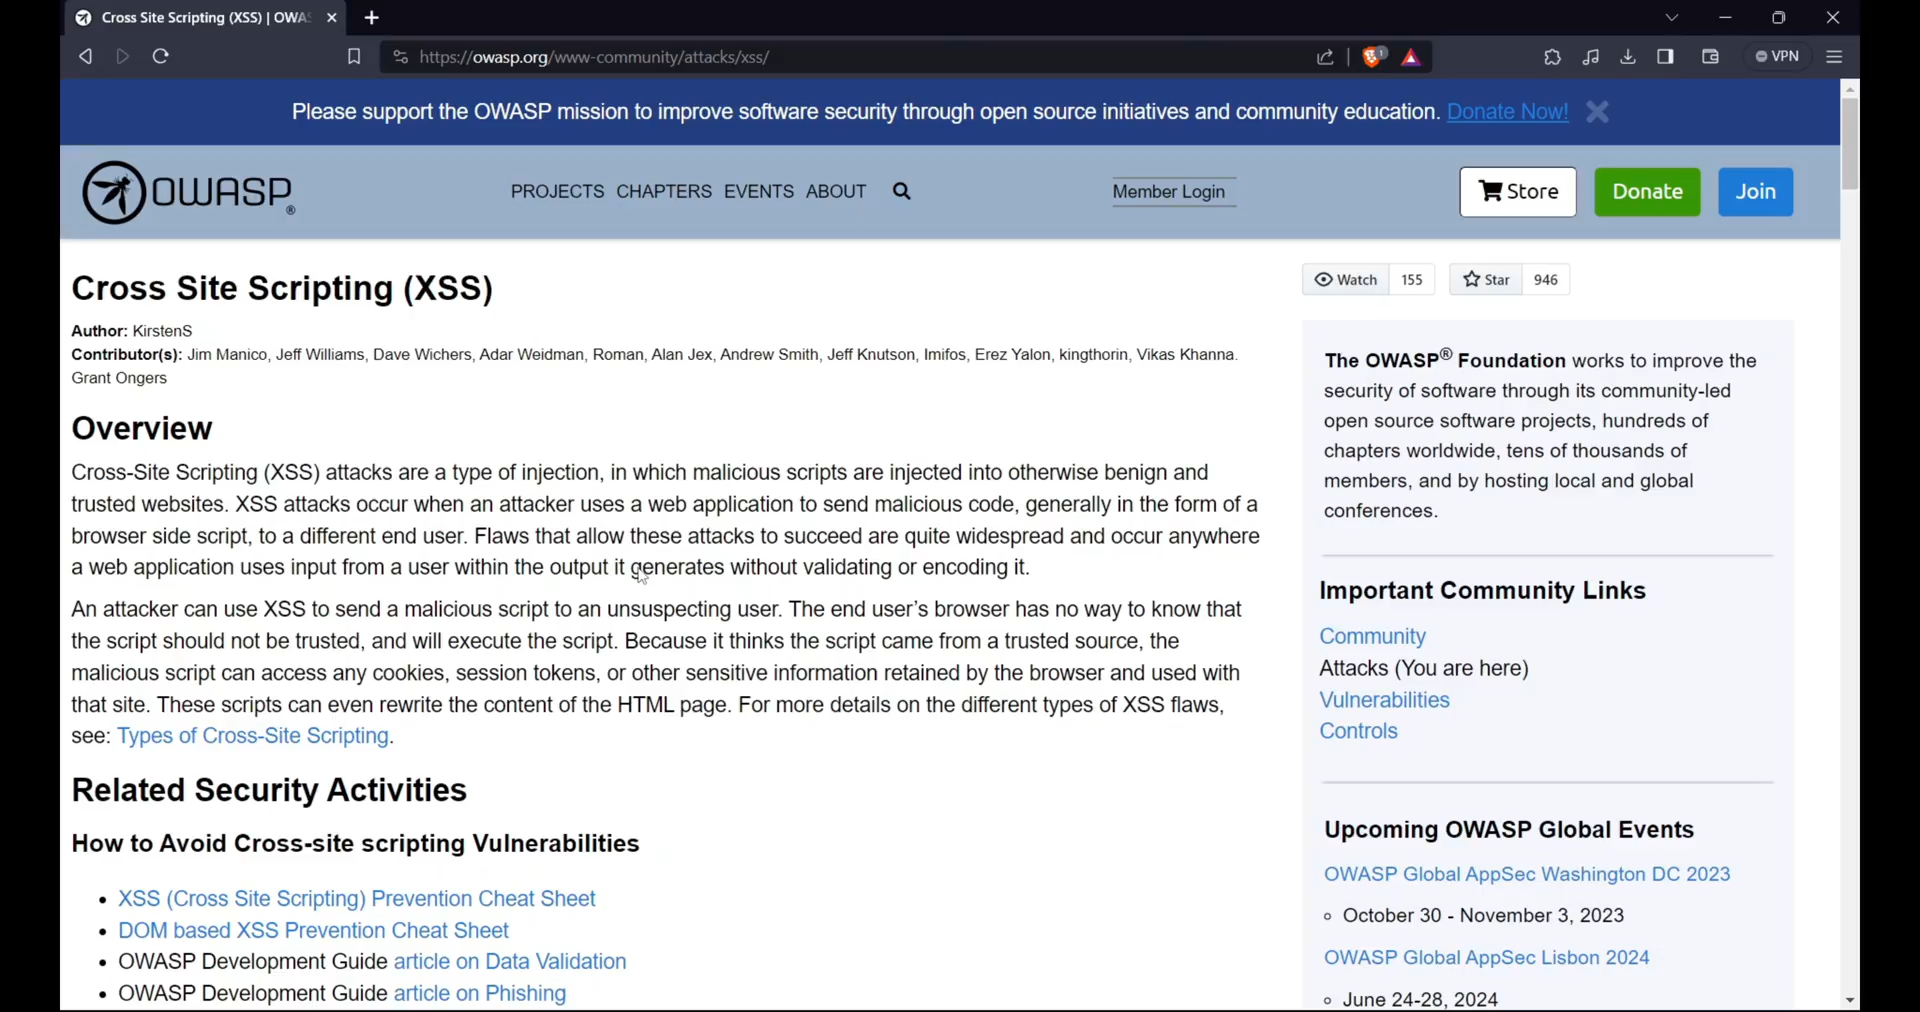 Cross Site Scripting (XSS) | OWAS
https://owasp.org/www-community/attacks/xss/
1
VPN
Please support the OWASP mission to improve software security through open source initiatives and community education. Donate Now!
OWASP®
PROJECTS CHAPTERS EVENTS ABOUT
Member Login
Store
Donate
Join
Cross Site Scripting (XSS)
Author: KirstenS
Contributor(s): Jim Manico, Jeff Williams, Dave Wichers, Adar Weidman, Roman, Alan Jex, Andrew Smith, Jeff Knutson, Imifos, Erez Yalon, kingthorin, Vikas Khanna.
Grant Ongers
Overview
Cross-Site Scripting (XSS) attacks are a type of injection, in which malicious scripts are injected into otherwise benign and
trusted websites. XSS attacks occur when an attacker uses a web application to send malicious code, generally in the form of a
browser side script, to a different end user. Flaws that allow these attacks to succeed are quite widespread and occur anywhere
a web application uses input from a user within the output it generates without validating or encoding it.
An attacker can use XSS to send a malicious script to an unsuspecting user. The end user’s browser has no way to know that
the script should not be trusted, and will execute the script. Because it thinks the script came from a trusted source, the
malicious script can access any cookies, session tokens, or other sensitive information retained by the browser and used with
that site. These scripts can even rewrite the content of the HTML page. For more details on the different types of XSS flaws,
see: Types of Cross-Site Scripting.
Related Security Activities
How to Avoid Cross-site scripting Vulnerabilities
• XSS (Cross Site Scripting) Prevention Cheat Sheet
• DOM based XSS Prevention Cheat Sheet
• OWASP Development Guide article on Data Validation
• OWASP Development Guide article on Phishing
Watch 155
Star 946
The OWASP® Foundation works to improve the
security of software through its community-led
open source software projects, hundreds of
chapters worldwide, tens of thousands of
members, and by hosting local and global
conferences.
Important Community Links
Community
Attacks (You are here)
Vulnerabilities
Controls
Upcoming OWASP Global Events
OWASP Global AppSec Washington DC 2023
October 30 - November 3, 2023
OWASP Global AppSec Lisbon 2024
June 24-28, 2024